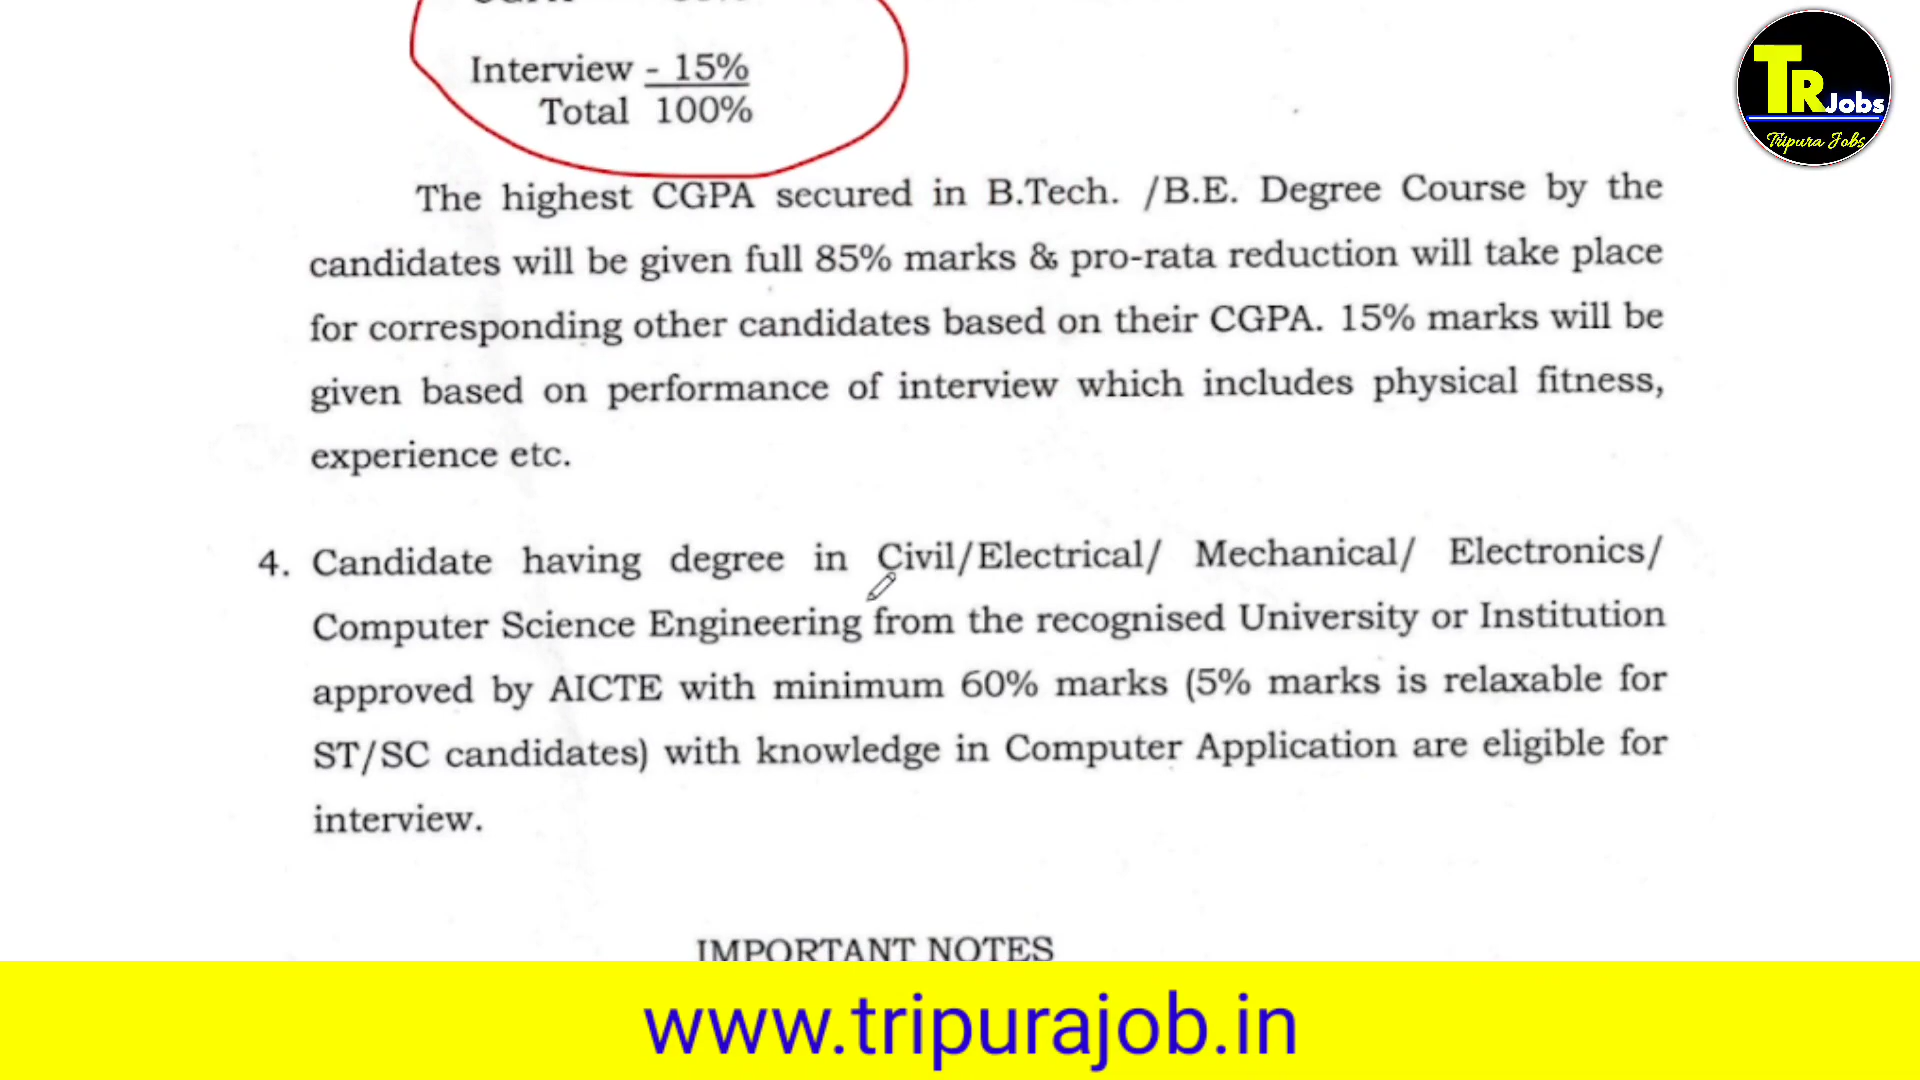 Interview - 15%
Total 100%
TRJobs
Tripura Jobs
The highest CGPA secured in B.Tech. /B.E. Degree Course by the
candidates will be given full 85% marks & pro-rata reduction will take place
for corresponding other candidates based on their CGPA. 15% marks will be
given based on performance of interview which includes physical fitness,
experience etc.
4. Candidate having degree in Civil/Electrical/ Mechanical/ Electronics/
Computer Science Engineering from the recognised University or Institution
approved by AICTE with minimum 60% marks (5% marks is relaxable for
ST/SC candidates) with knowledge in Computer Application are eligible for
interview.
IMPORTANT NOTES
www.tripurajob.in